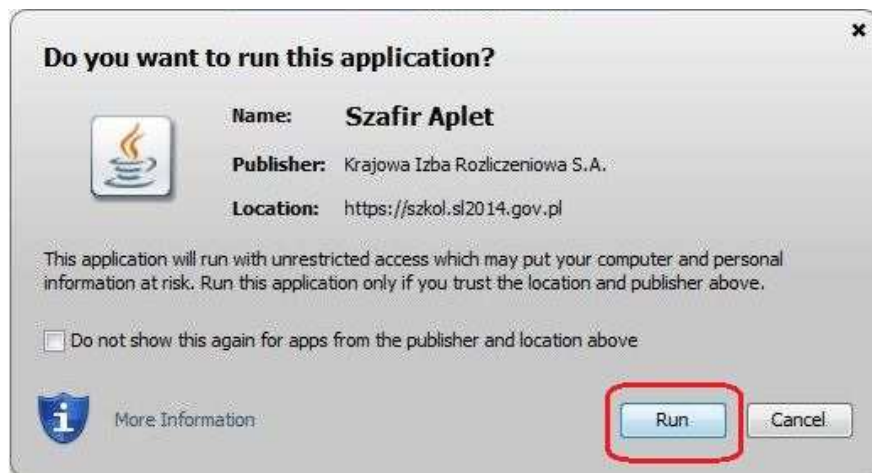 Do you want to run this application?
Name: Szafir Aplet
Publisher: Krajowa Izba Rozliczeniowa S.A.
Location: https://szkol.sl2014.gov.pl
This application will run with unrestricted access which may put your computer and personal
information at risk. Run this application only if you trust the location and publisher above.
Do not show this again for apps from the publisher and location above
More Information
Run
Cancel